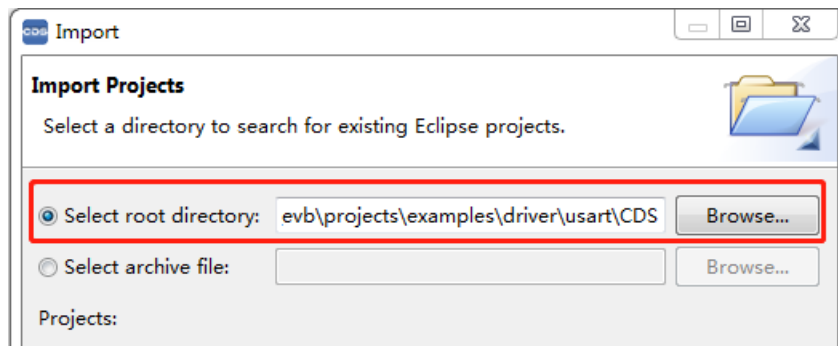 CDS Import
Import Projects
Select a directory to search for existing Eclipse projects.
Select root directory: evb\projects\examples\driver\usart\CDS Browse...
Select archive file: Browse...
Projects: